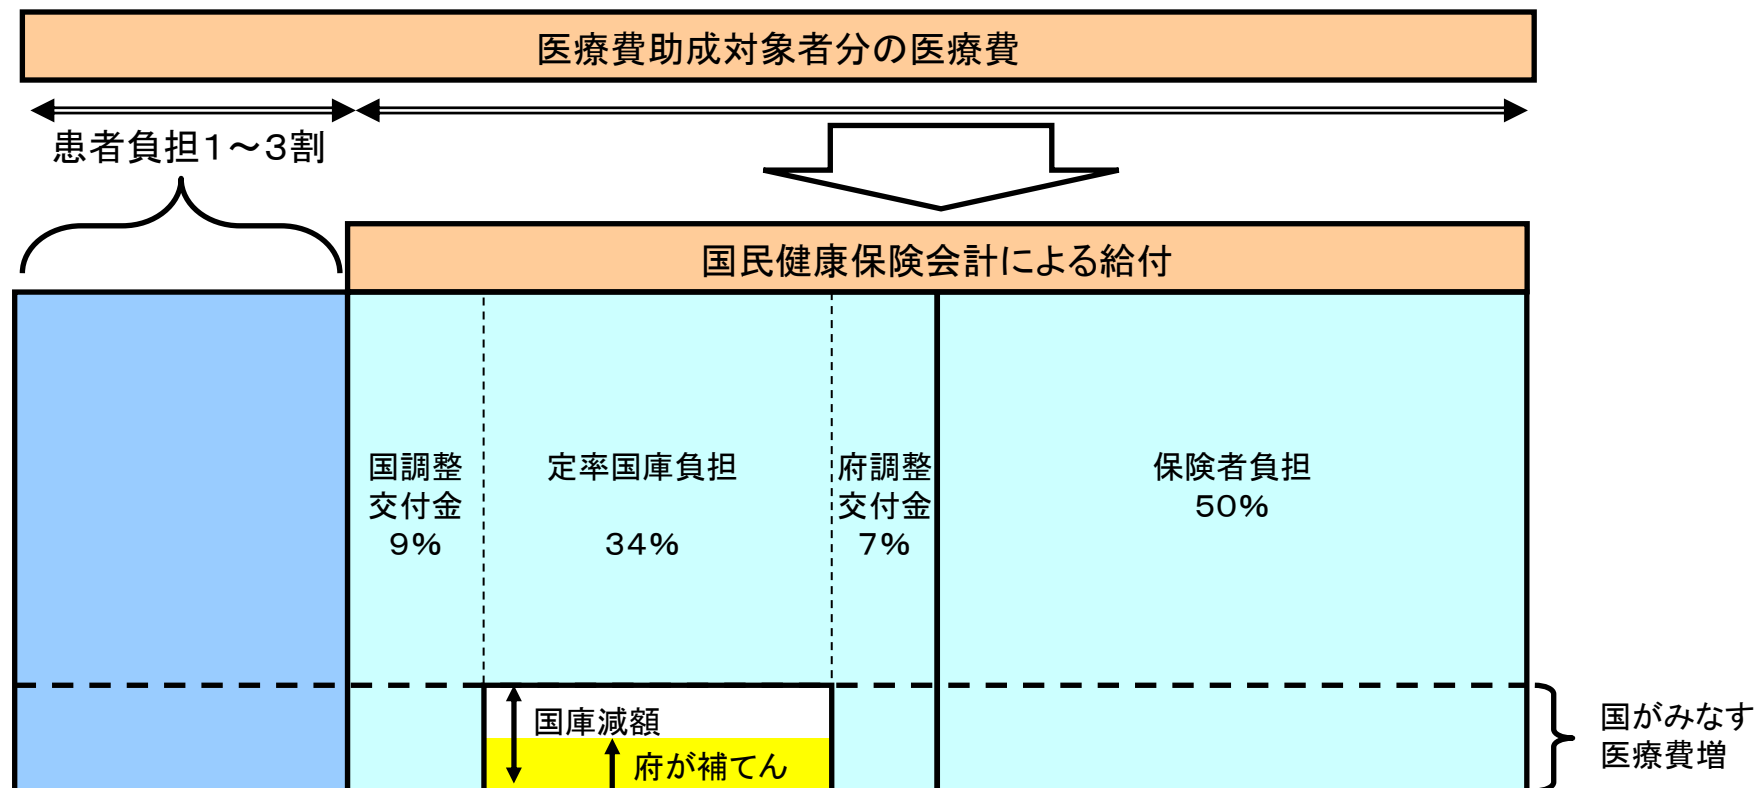 医療費助成対象者分の医療費
患者負担1～3割
国民健康保険会計による給付
国調整
交付金
9%
定率国庫負担
34%
府調整
交付金
7%
保険者負担
50%
国庫減額
府が補てん
国がみなす
医療費増